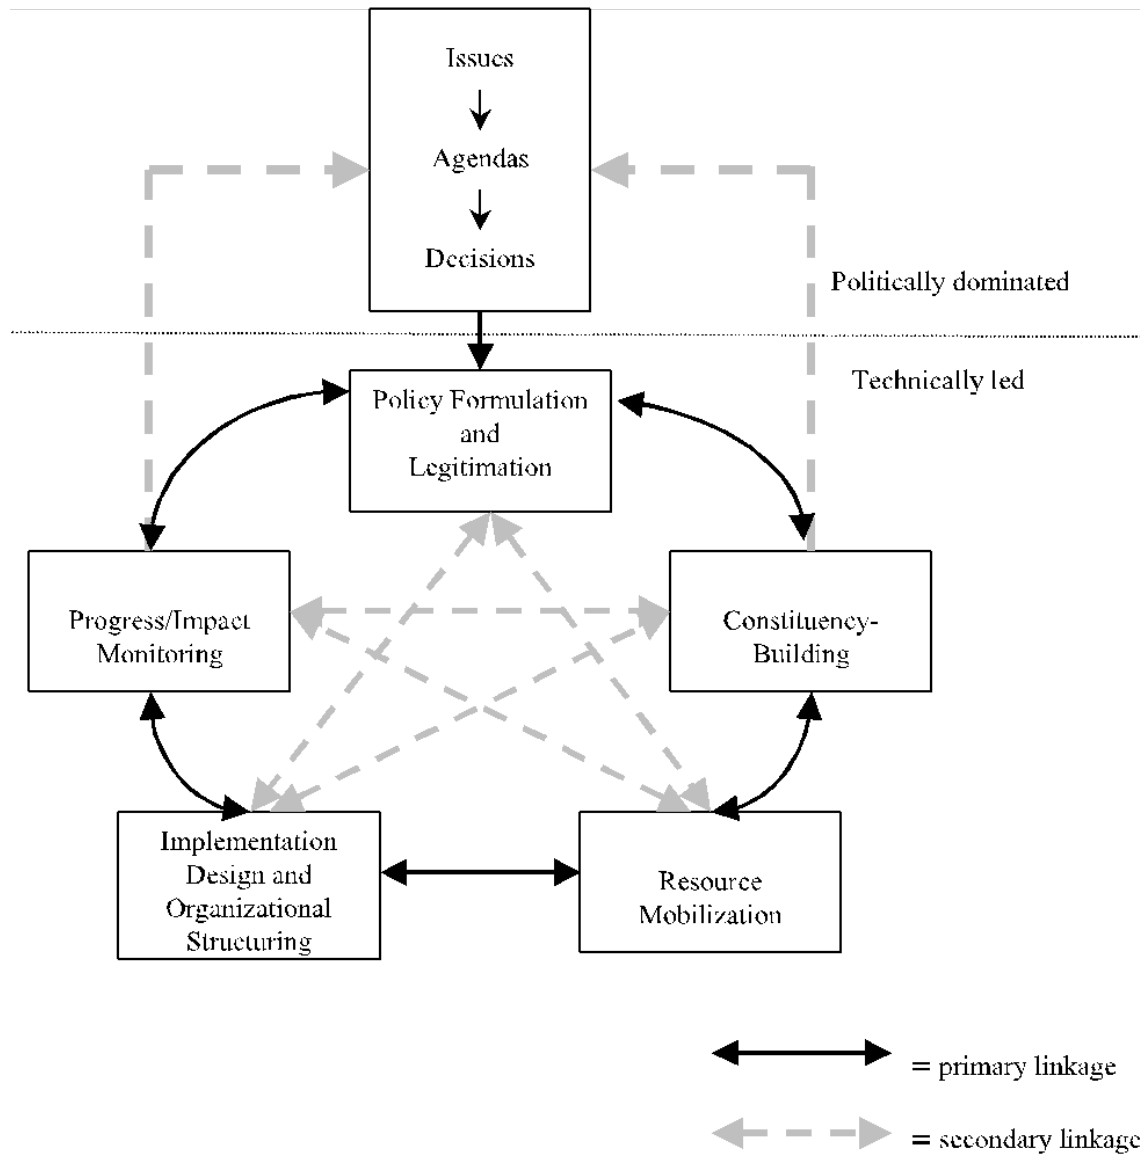 Issues
Agendas
Decisions
Politically dominated
Technically led
Policy Formulation
and
Legitimation
Progress/Impact
Monitoring
Constituency-
Building
Implementation
Design and
Organizational
Structuring
Resource
Mobilization
= primary linkage
= secondary linkage